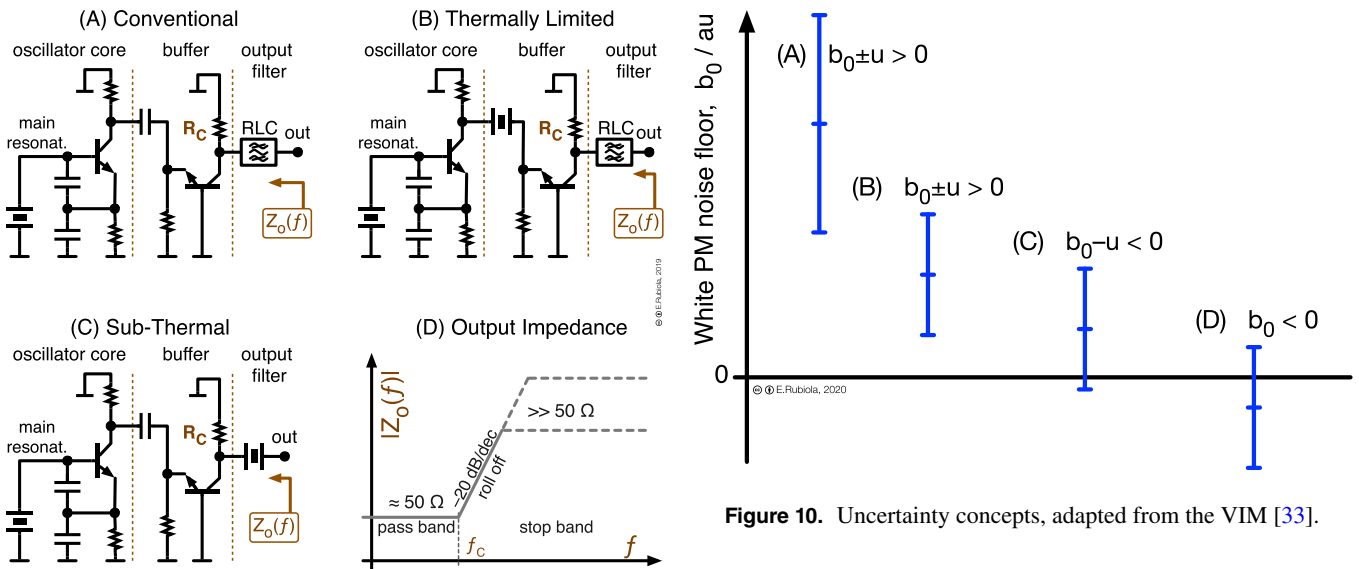 (A) Conventional
oscillator core
buffer
output
filter
main
resonat.
R_C
RLC
out
Z_o(f)
(B) Thermally Limited
oscillator core
buffer
output
filter
main
resonat.
R_C
RLC
out
Z_o(f)
E.Rubiola, 2019
(C) Sub-Thermal
oscillator core
buffer
output
filter
main
resonat.
R_C
out
Z_o(f)
(D) Output Impedance
|Z_o(f)|
>> 50 Ω
−20 dB/dec
roll off
≈ 50 Ω
pass band
stop band
f_C
f
White PM noise floor, b_0 / au
(A) b_0±u > 0
(B) b_0±u > 0
(C) b_0–u < 0
(D) b_0 < 0
0
E.Rubiola, 2020
Figure 10. Uncertainty concepts, adapted from the VIM [33].